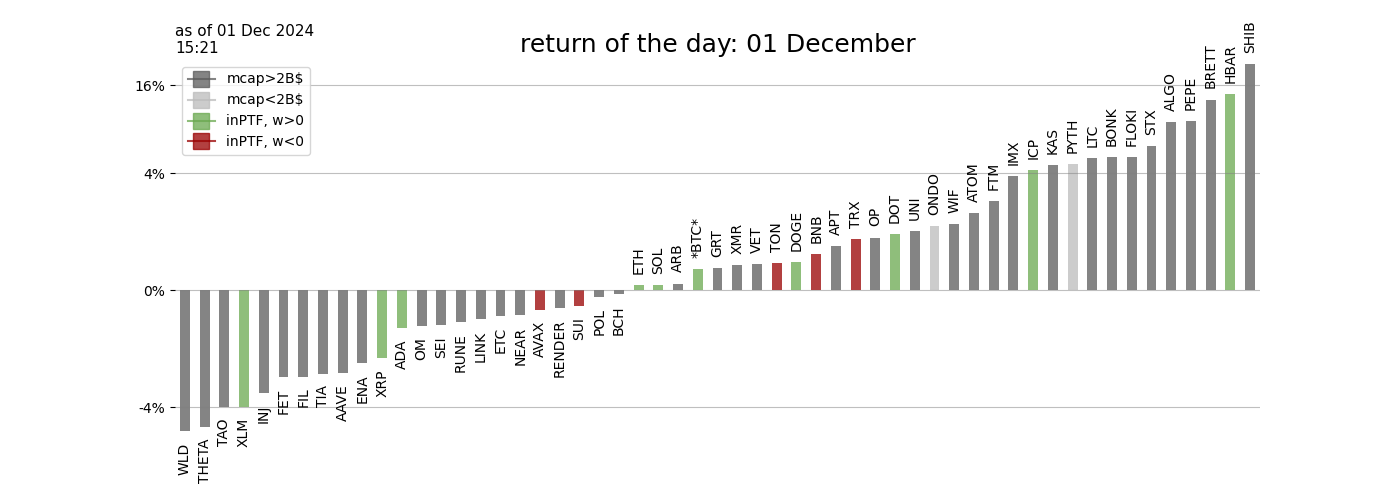 as of 01 Dec 2024
15:21
return of the day: 01 December
mcap>2B$
mcap<2B$
inPTF, w>0
inPTF, w<0
16%
4%
0%
-4%
WLD
THETA
TAO
XLM
INJ
FET
FIL
TIA
AAVE
ENA
XRP
ADA
OM
SEI
RUNE
LINK
ETC
NEAR
AVAX
RENDER
SUI
POL
BCH
ETH
SOL
ARB
*BTC*
GRT
XMR
VET
TON
DOGE
BNB
APT
TRX
OP
DOT
UNI
ONDO
WIF
ATOM
FTM
IMX
ICP
KAS
PYTH
LTC
BONK
FLOKI
STX
ALGO
PEPE
BRETT
HBAR
SHIB